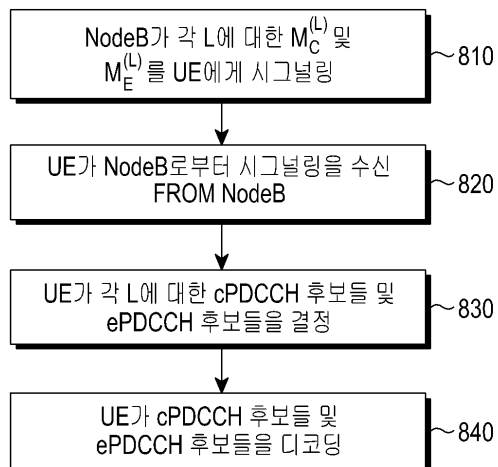 NodeB가 각 L에 대한 M_C^(L) 및
M_E^(L)를 UE에게 시그널링
810
UE가 NodeB로부터 시그널링을 수신
FROM NodeB
820
UE가 각 L에 대한 cPDCCH 후보들 및
ePDCCH 후보들을 결정
830
UE가 cPDCCH 후보들 및
ePDCCH 후보들을 디코딩
840